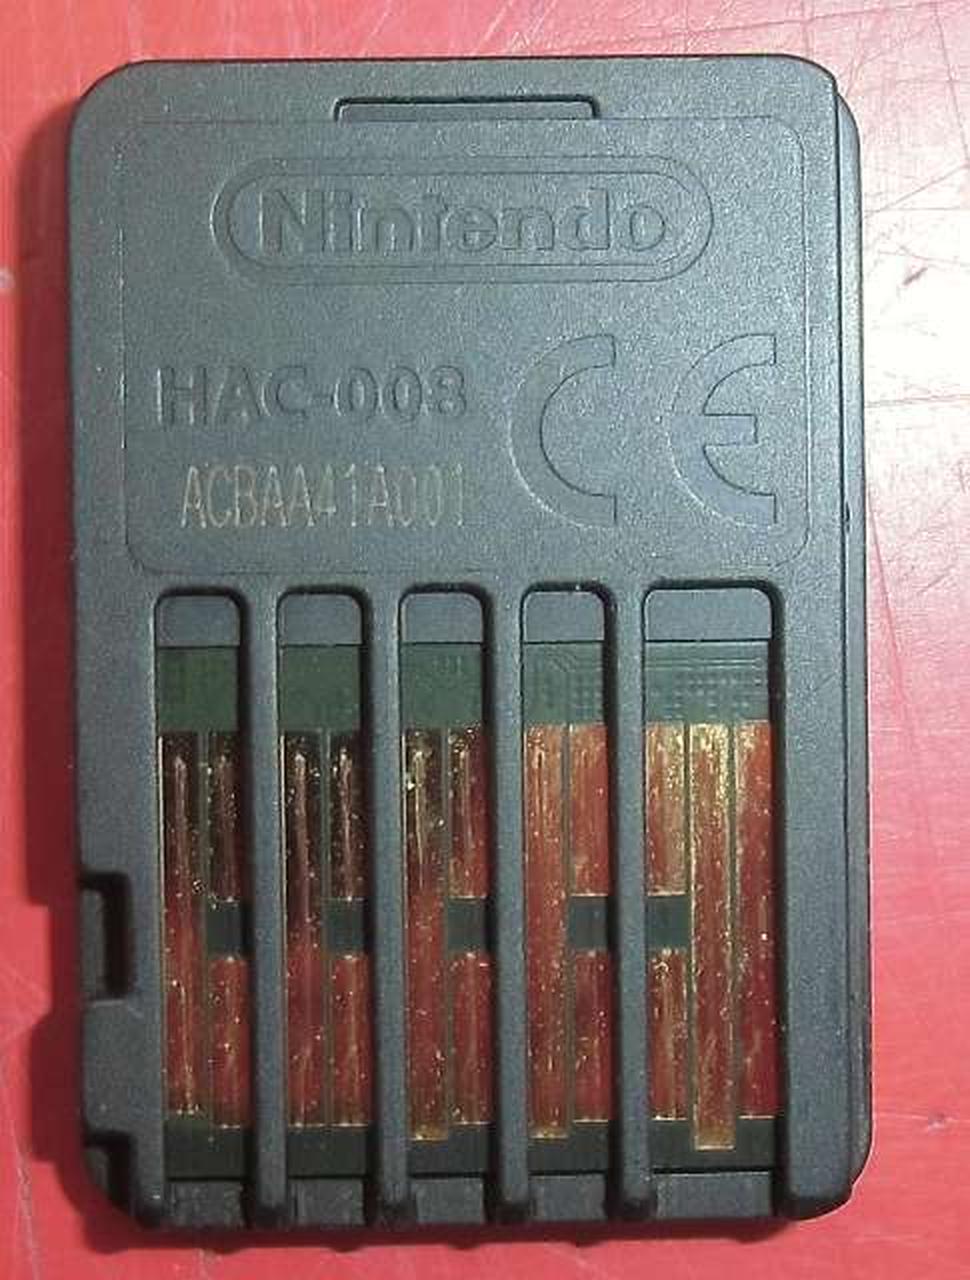 Nintendo
HAC-008 CE
ACBAA41A001